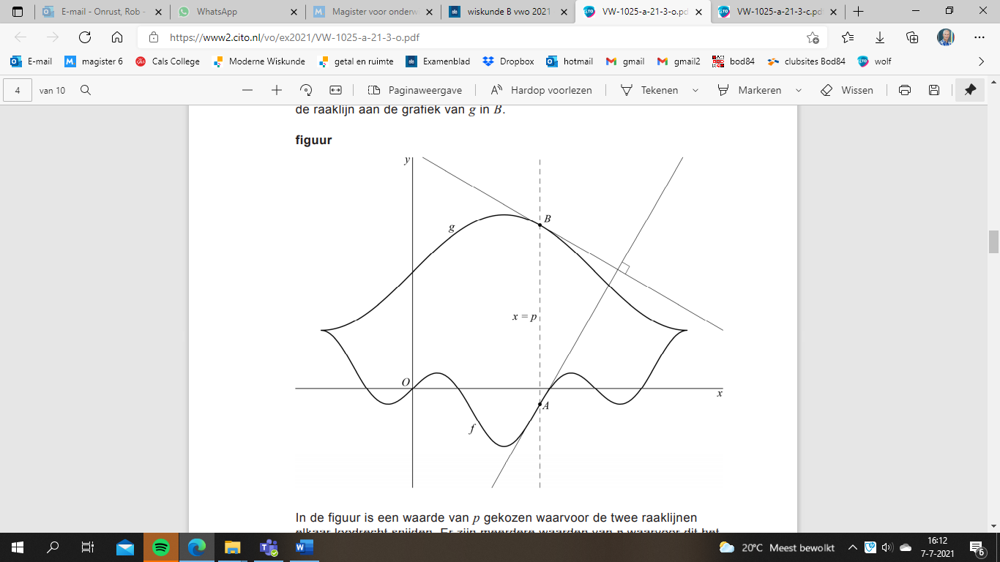 E-mail - Onrust, Rob -
WhatsApp
Magister voor onderw
wiskunde B vwo 2021
VW-1025-a-21-3-o.pd
VW-1025-a-21-3-c.pd
https://www2.cito.nl/vo/ex2021/VW-1025-a-21-3-o.pdf
E-mail
magister 6
Cals College
Moderne Wiskunde
getal en ruimte
Examenblad
Dropbox
hotmail
gmail
gmail2
bod84
clubsites Bod84
wolf
4 van 10
Paginaweergave
Hardop voorlezen
Tekenen
Markeren
Wissen
de raaklijn aan de grafiek van g in B.
figuur
y
B
g
x = p
O
x
A
f
In de figuur is een waarde van p gekozen waarvoor de twee raaklijnen
elkaar loodrecht snijden. Er zijn meerdere waarden van p waarvoor dit het
20°C Meest bewolkt
16:12
7-7-2021
6